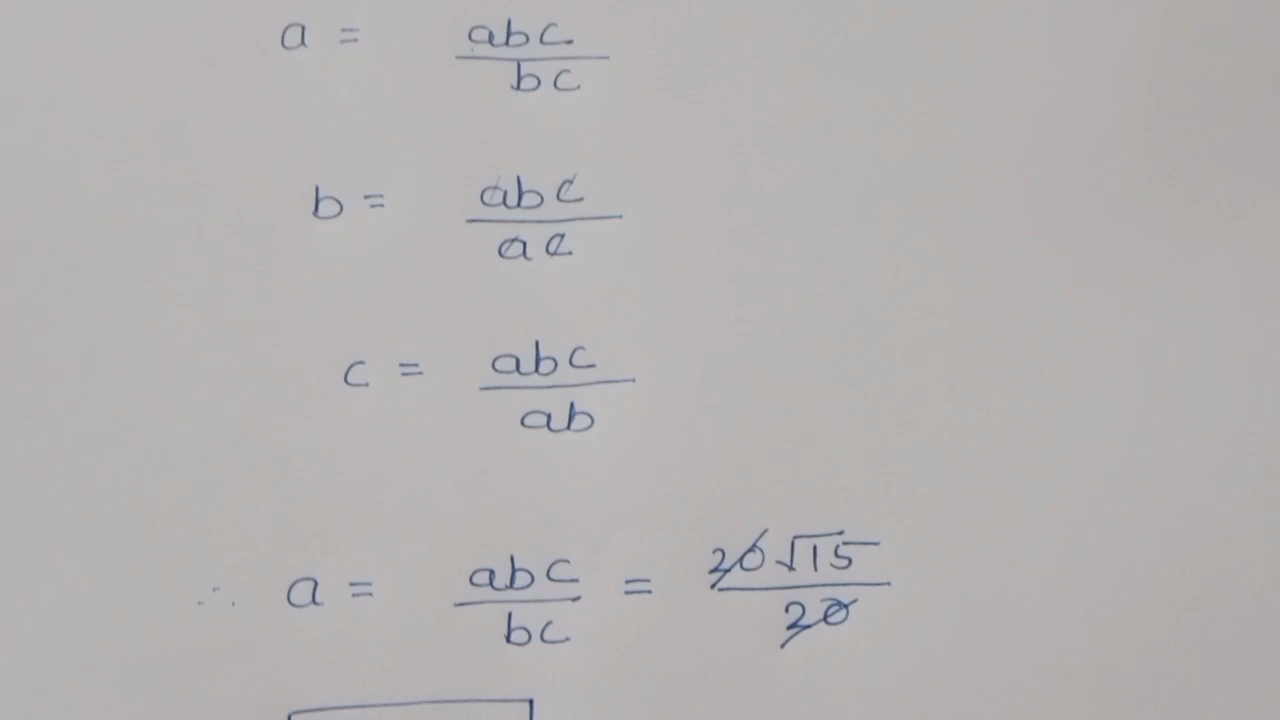 a = abc / bc
b = abc / ac
c = abc / ab
∴ a = abc / bc = 20√15 / 20